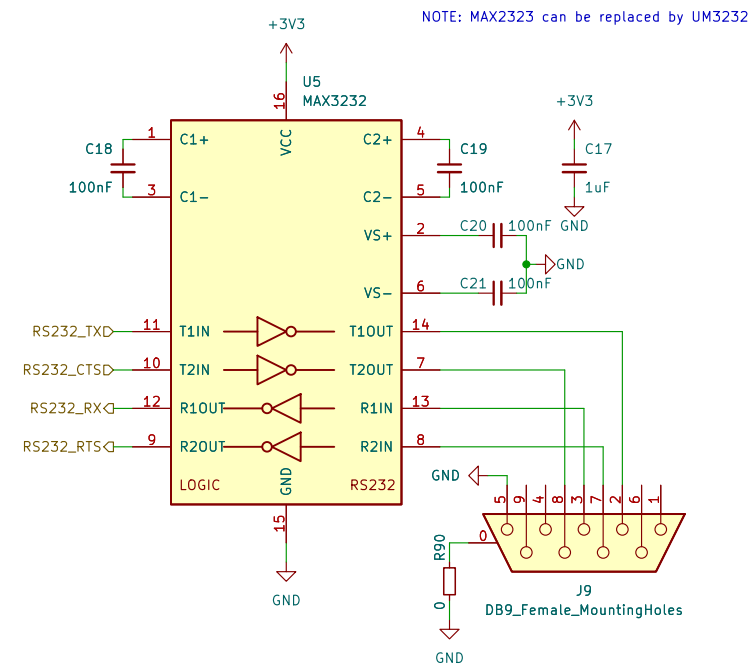 NOTE: MAX2323 can be replaced by UM3232
+3V3
U5
MAX3232
16
VCC
+3V3
C17
1uF
GND
1
C1+
C2+
4
C18
100nF
C19
100nF
3
C1-
C2-
5
VS+
2
C20
100nF
GND
VS-
6
C21
100nF
RS232_TX
11
T1IN
T1OUT
14
RS232_CTS
10
T2IN
T2OUT
7
RS232_RX
12
R1OUT
R1IN
13
RS232_RTS
9
R2OUT
R2IN
8
LOGIC
GND
RS232
15
GND
GND
5
9
4
8
3
7
2
6
1
0
R90
0
GND
J9
DB9_Female_MountingHoles